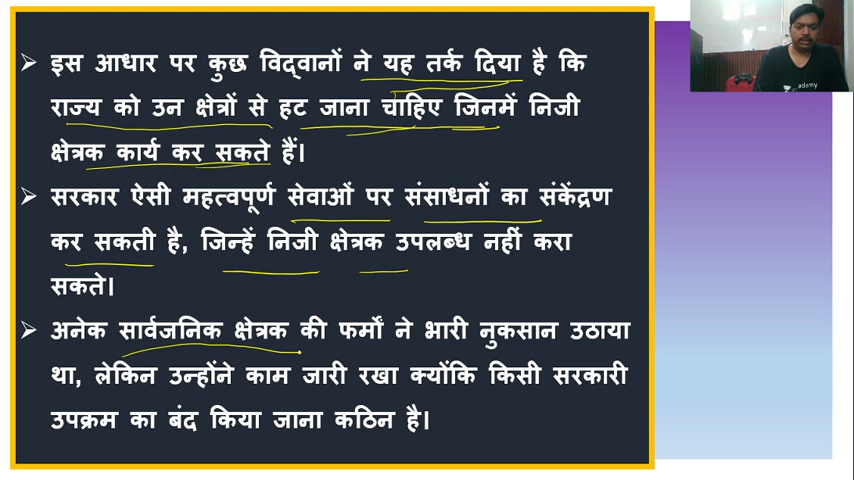 इस आधार पर कुछ विद्वानों ने यह तर्क दिया है कि
राज्य को उन क्षेत्रों से हट जाना चाहिए जिनमें निजी
क्षेत्रक कार्य कर सकते हैं।
सरकार ऐसी महत्वपूर्ण सेवाओं पर संसाधनों का संकेंद्रण
कर सकती है, जिन्हें निजी क्षेत्रक उपलब्ध नहीं करा
सकते।
अनेक सार्वजनिक क्षेत्रक की फर्मों ने भारी नुकसान उठाया
था, लेकिन उन्होंने काम जारी रखा क्योंकि किसी सरकारी
उपक्रम का बंद किया जाना कठिन है।